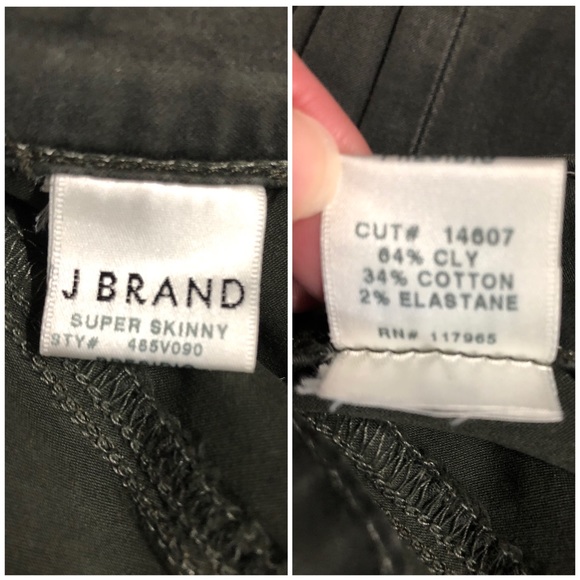 J BRAND
SUPER SKINNY
STY# 485V090
CUT# 14607
64% CLY
34% COTTON
2% ELASTANE
RN# 117965